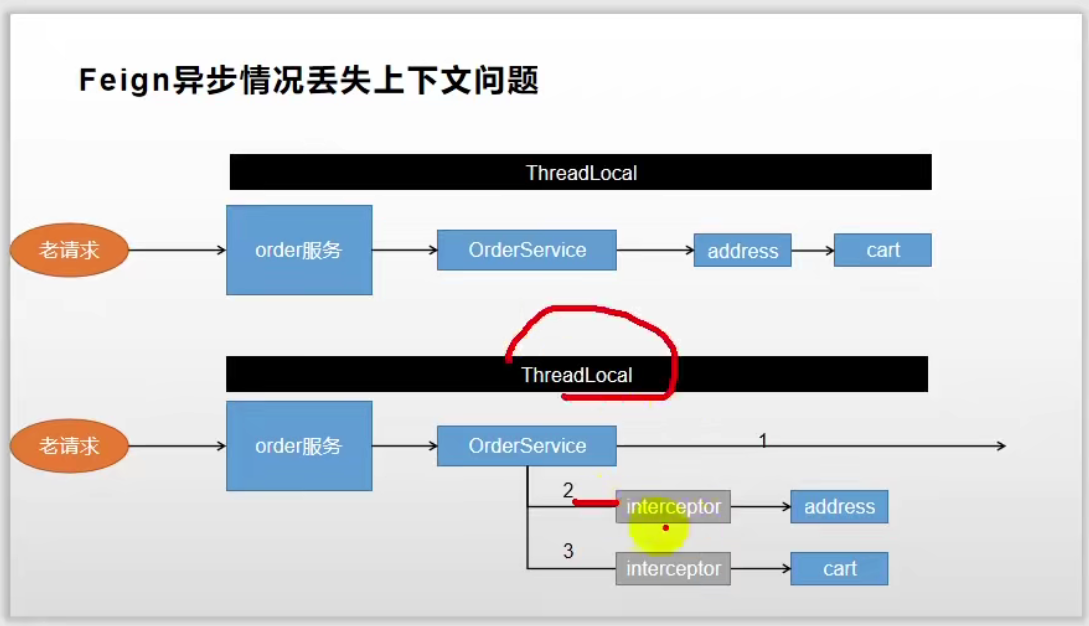 Feign异步情况丢失上下文问题
ThreadLocal
老请求
order服务
OrderService
address
cart
ThreadLocal
老请求
order服务
OrderService
1
2
interceptor
address
3
interceptor
cart